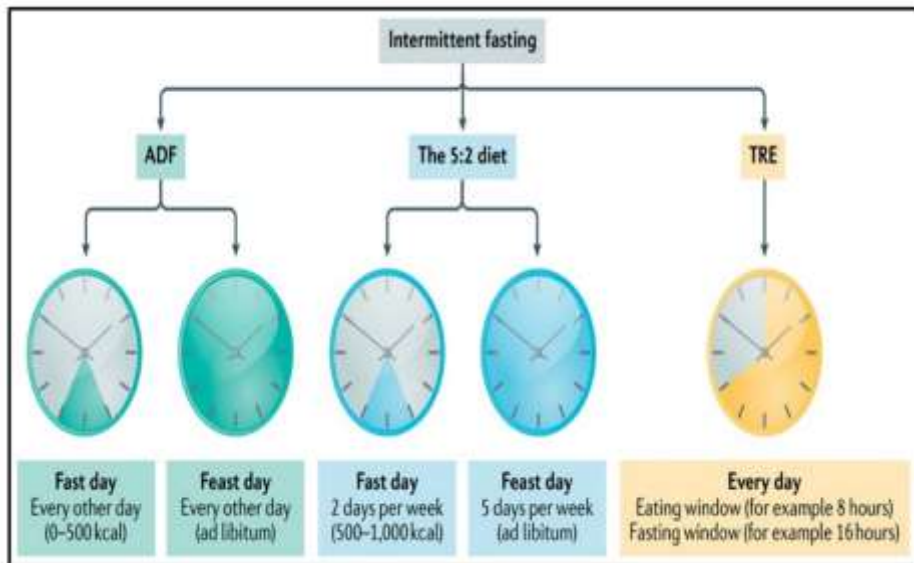 Intermittent fasting
ADF
The 5:2 diet
TRE
Fast day
Every other day
(0–500 kcal)
Feast day
Every other day
(ad libitum)
Fast day
2 days per week
(500–1,000 kcal)
Feast day
5 days per week
(ad libitum)
Every day
Eating window (for example 8 hours)
Fasting window (for example 16 hours)